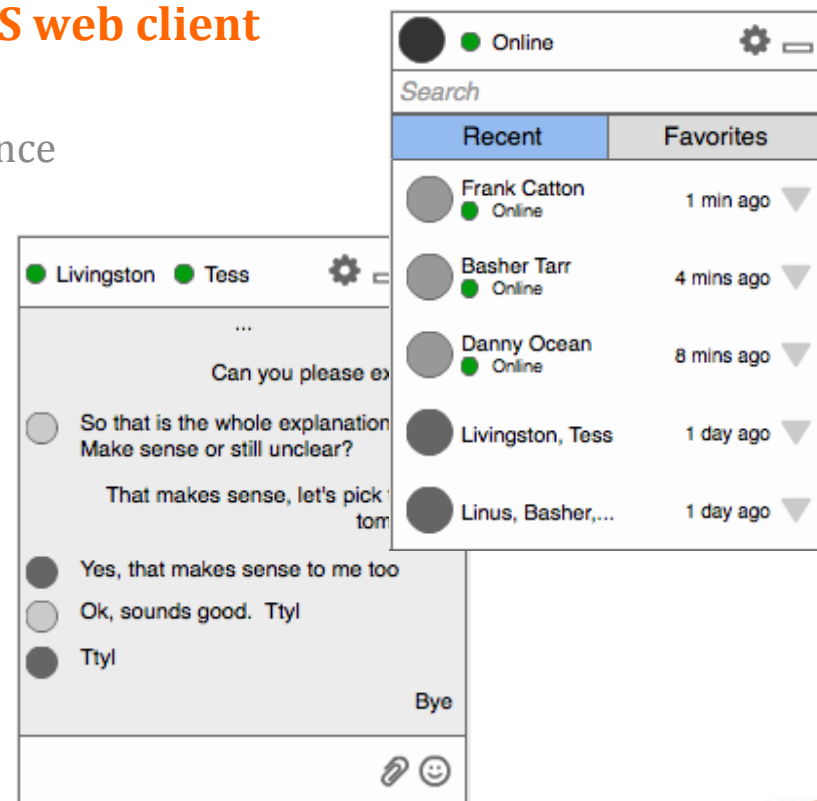 S web client
nce
Online
Search
Recent Favorites
Frank Catton
Online
1 min ago
Basher Tarr
Online
4 mins ago
Danny Ocean
Online
8 mins ago
Livingston, Tess 1 day ago
Linus, Basher,... 1 day ago
Livingston Tess
...
Can you please ex
So that is the whole explanation
Make sense or still unclear?
That makes sense, let's pick
tom
Yes, that makes sense to me too
Ok, sounds good. Ttyl
Ttyl
Bye